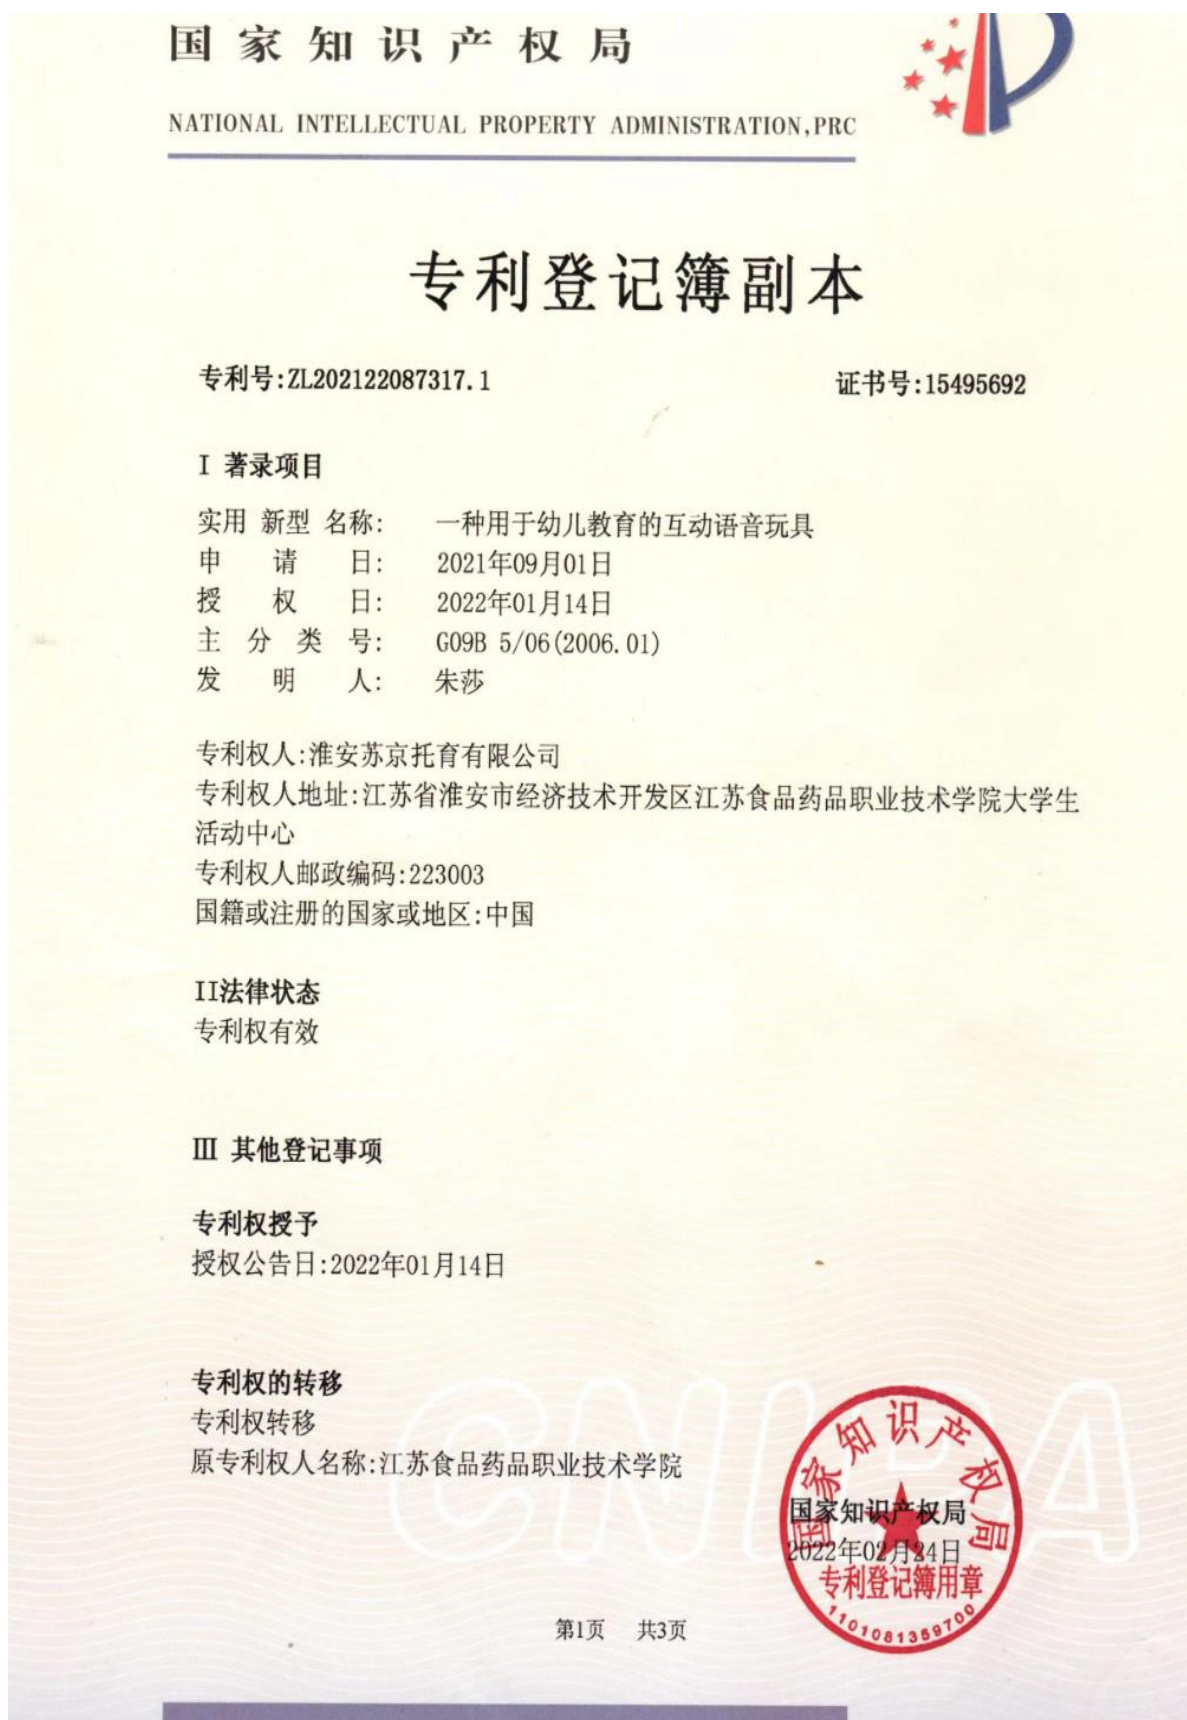 国家知识产权局
NATIONAL INTELLECTUAL PROPERTY ADMINISTRATION,PRC
专利登记簿副本
专利号:ZL202122087317.1 证书号:15495692
I 著录项目
实用 新型 名称: 一种用于幼儿教育的互动语音玩具
申 请 日: 2021年09月01日
授 权 日: 2022年01月14日
主 分 类 号: G09B 5/06(2006.01)
发 明 人: 朱莎
专利权人:淮安苏京托育有限公司
专利权人地址:江苏省淮安市经济技术开发区江苏食品药品职业技术学院大学生
活动中心
专利权人邮政编码:223003
国籍或注册的国家或地区:中国
II法律状态
专利权有效
III 其他登记事项
专利权授予
授权公告日:2022年01月14日
专利权的转移
专利权转移
原专利权人名称:江苏食品药品职业技术学院
CNIPA
国家知识产权局
国家知识产权局
2022年02月24日
专利登记簿用章
1101081359700
第1页 共3页